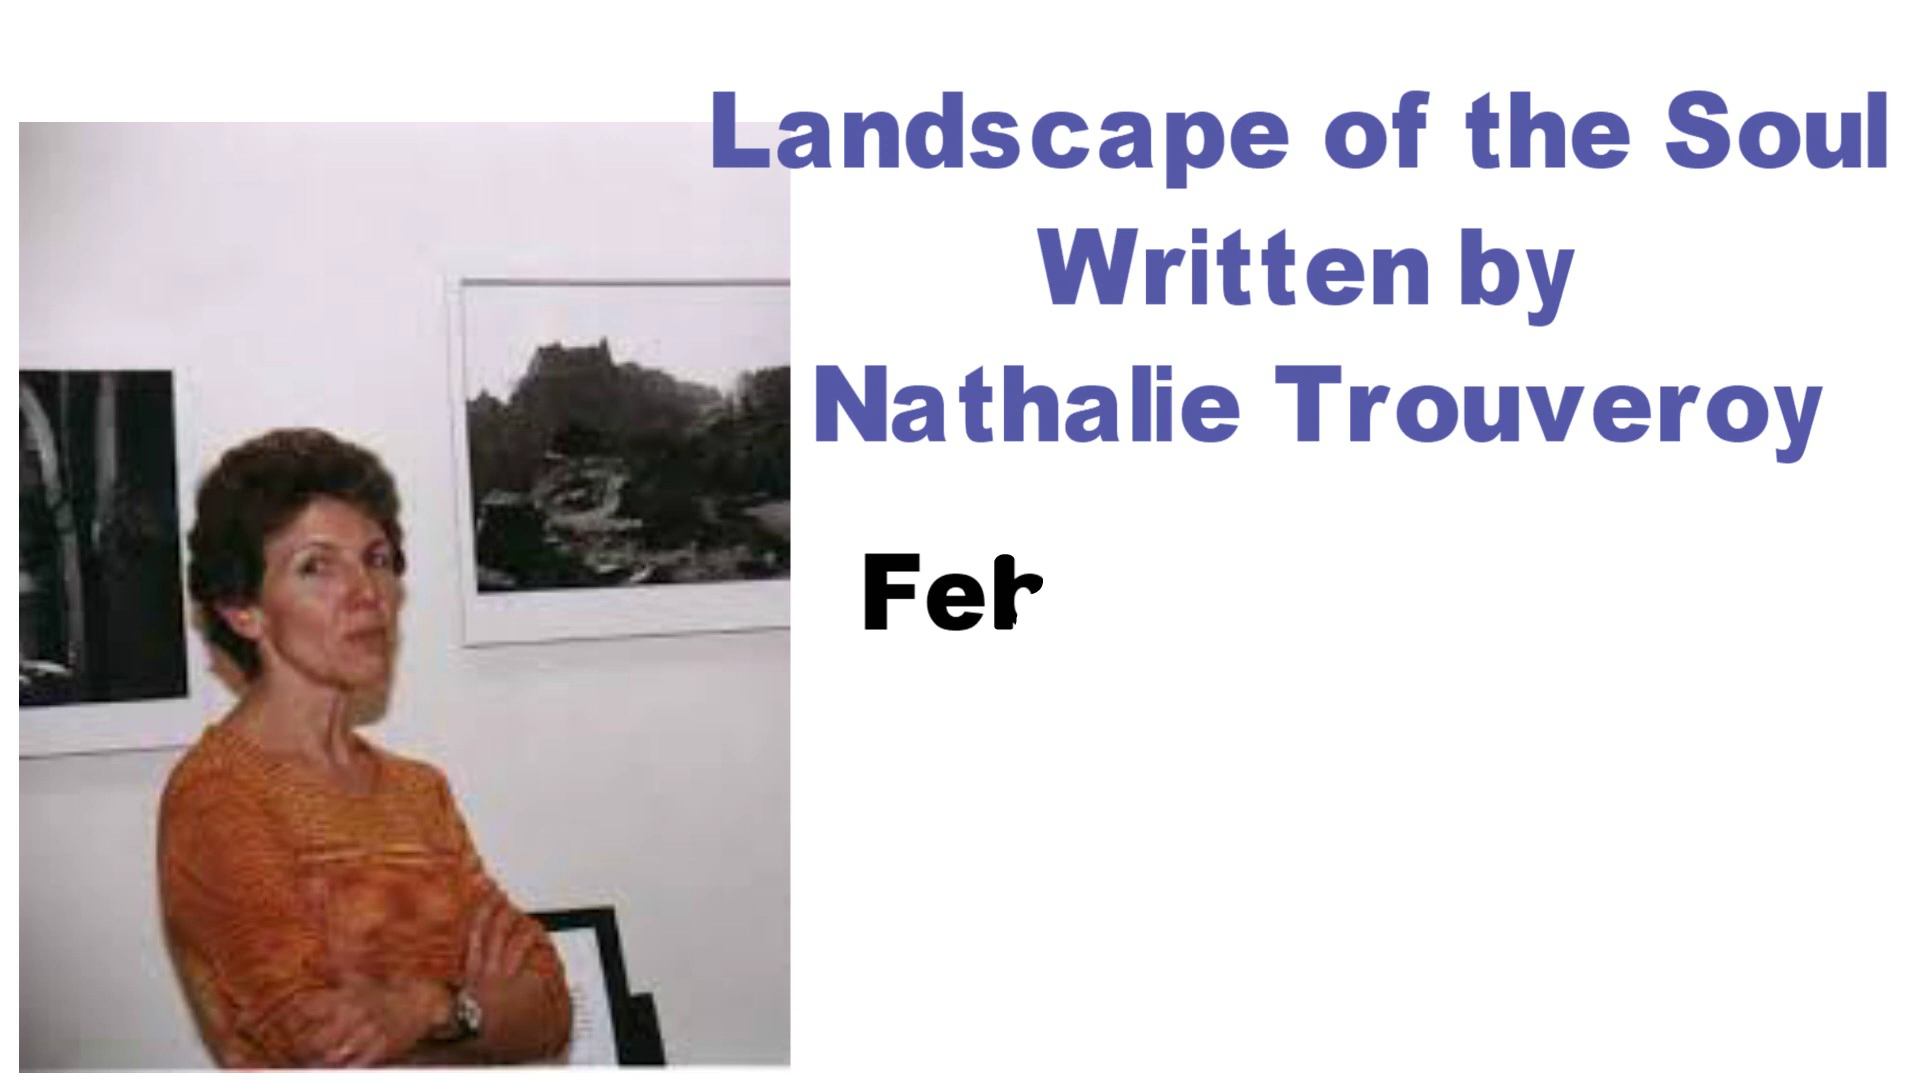 Landscape of the Soul
Written by
Nathalie Trouveroy